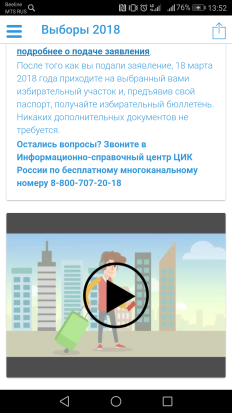 Beeline
MTS RUS
76% 13:52
Выборы 2018
подробнее о подаче заявления.
После того как вы подали заявление, 18 марта
2018 года приходите на выбранный вами
избирательный участок и, предъявив свой
паспорт, получайте избирательный бюллетень.
Никаких дополнительных документов не
требуется.
Остались вопросы? Звоните в
Информационно-справочный центр ЦИК
России по бесплатному многоканальному
номеру 8-800-707-20-18